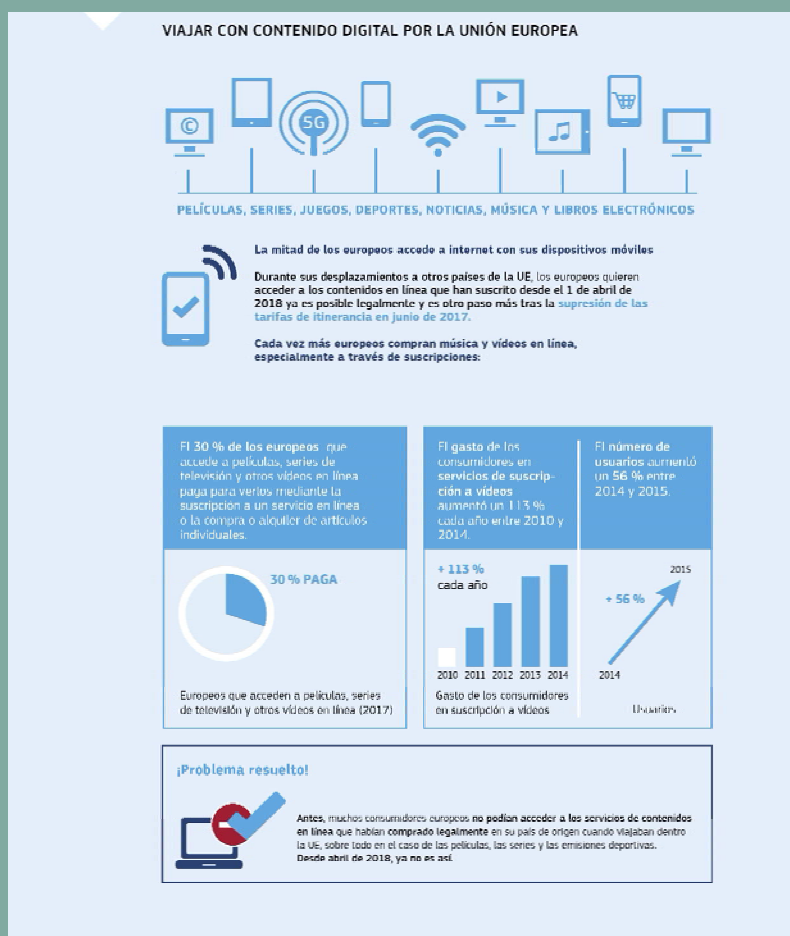 VIAJAR CON CONTENIDO DIGITAL POR LA UNIÓN EUROPEA
©
5G
PELÍCULAS, SERIES, JUEGOS, DEPORTES, NOTICIAS, MÚSICA Y LIBROS ELECTRÓNICOS
La mitad de los europeos accede a internet con sus dispositivos móviles
Durante sus desplazamientos a otros países de la UE, los europeos quieren
acceder a los contenidos en línea que han suscrito desde el 1 de abril de
2018 ya es posible legalmente y es otro paso más tras la supresión de las
tarifas de itinerancia en junio de 2017.
Cada vez más europeos compran música y vídeos en línea,
especialmente a través de suscripciones:
El 30 % de los europeos que
accede a películas, series de
televisión y otros vídeos en línea
paga para verlos mediante la
suscripción a un servicio en línea
o la compra o alquiler de artículos
individuales.
30 % PAGA
Europeos que acceden a películas, series
de televisión y otros vídeos en línea (2017)
El gasto de los
consumidores en
servicios de suscrip-
ción a vídeos
aumentó un 113 %
cada año entre 2010 y
2014.
+ 113 %
cada año
2010 2011 2012 2013 2014
Gasto de los consumidores
en suscripción a vídeos
El número de
usuarios aumentó
un 56 % entre
2014 y 2015.
2015
+ 56 %
2014
Usuarios
¡Problema resuelto!
Antes, muchos consumidores europeos no podían acceder a los servicios de contenidos
en línea que habían comprado legalmente en su país de origen cuando viajaban dentro
la UE, sobre todo en el caso de las películas, las series y las emisiones deportivas.
Desde abril de 2018, ya no es así.